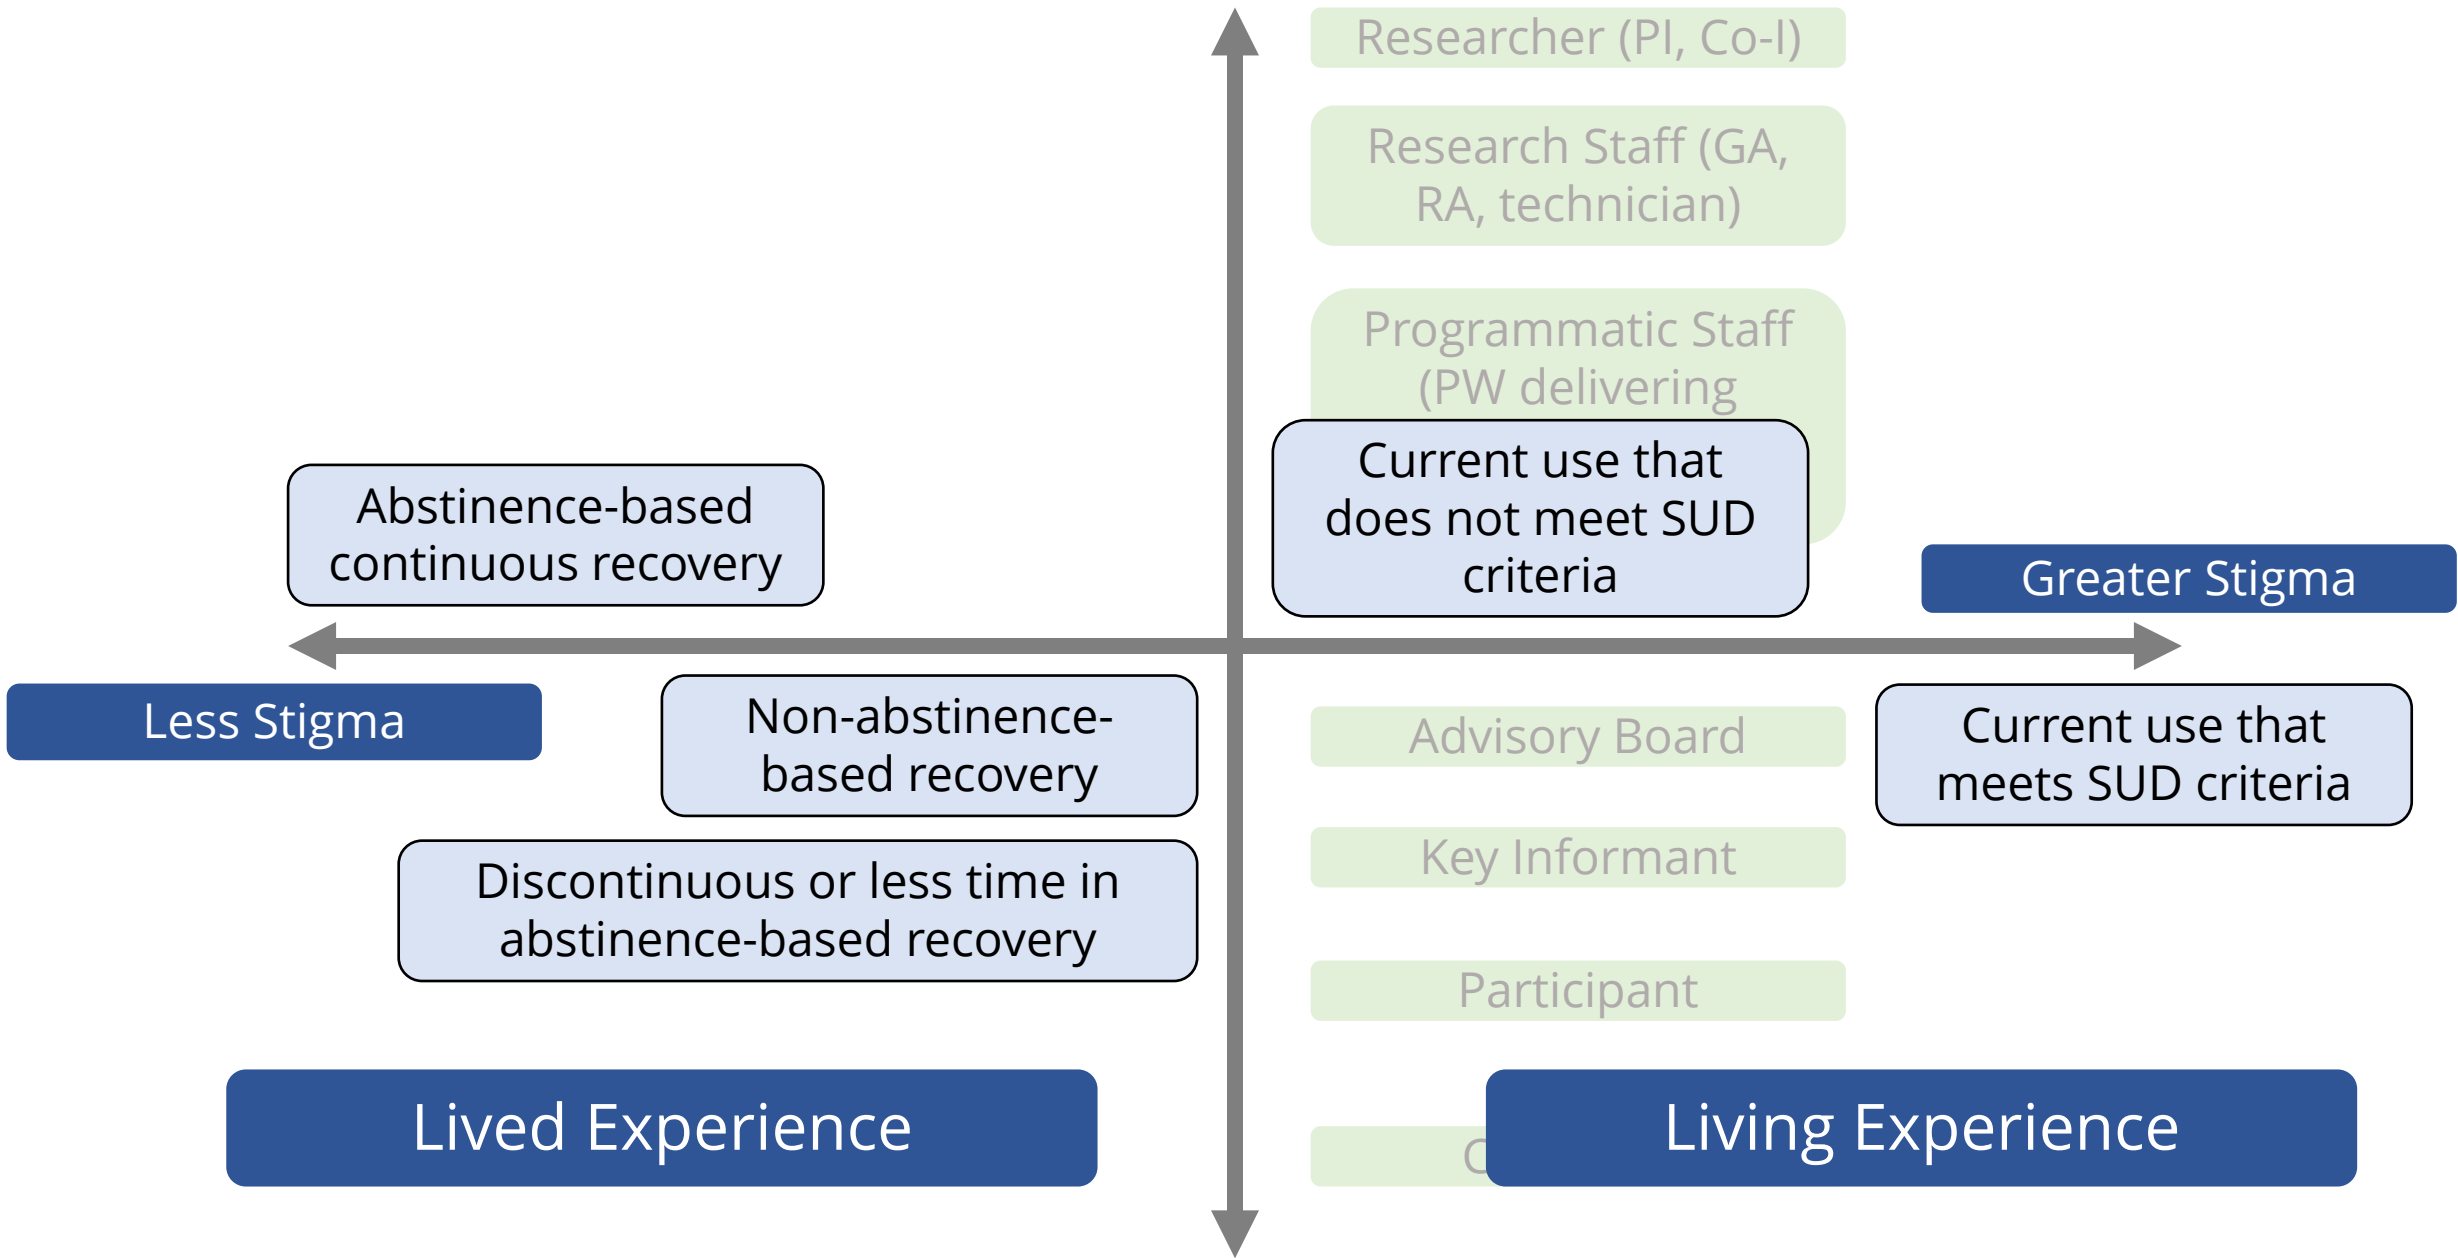 Researcher (PI, Co-I)
Research Staff (GA,
RA, technician)
Programmatic Staff
(PW delivering
Current use that
does not meet SUD
criteria
Abstinence-based
continuous recovery
Greater Stigma
Less Stigma
Non-abstinence-
based recovery
Advisory Board
Current use that
meets SUD criteria
Key Informant
Discontinuous or less time in
abstinence-based recovery
Participant
Lived Experience
Living Experience